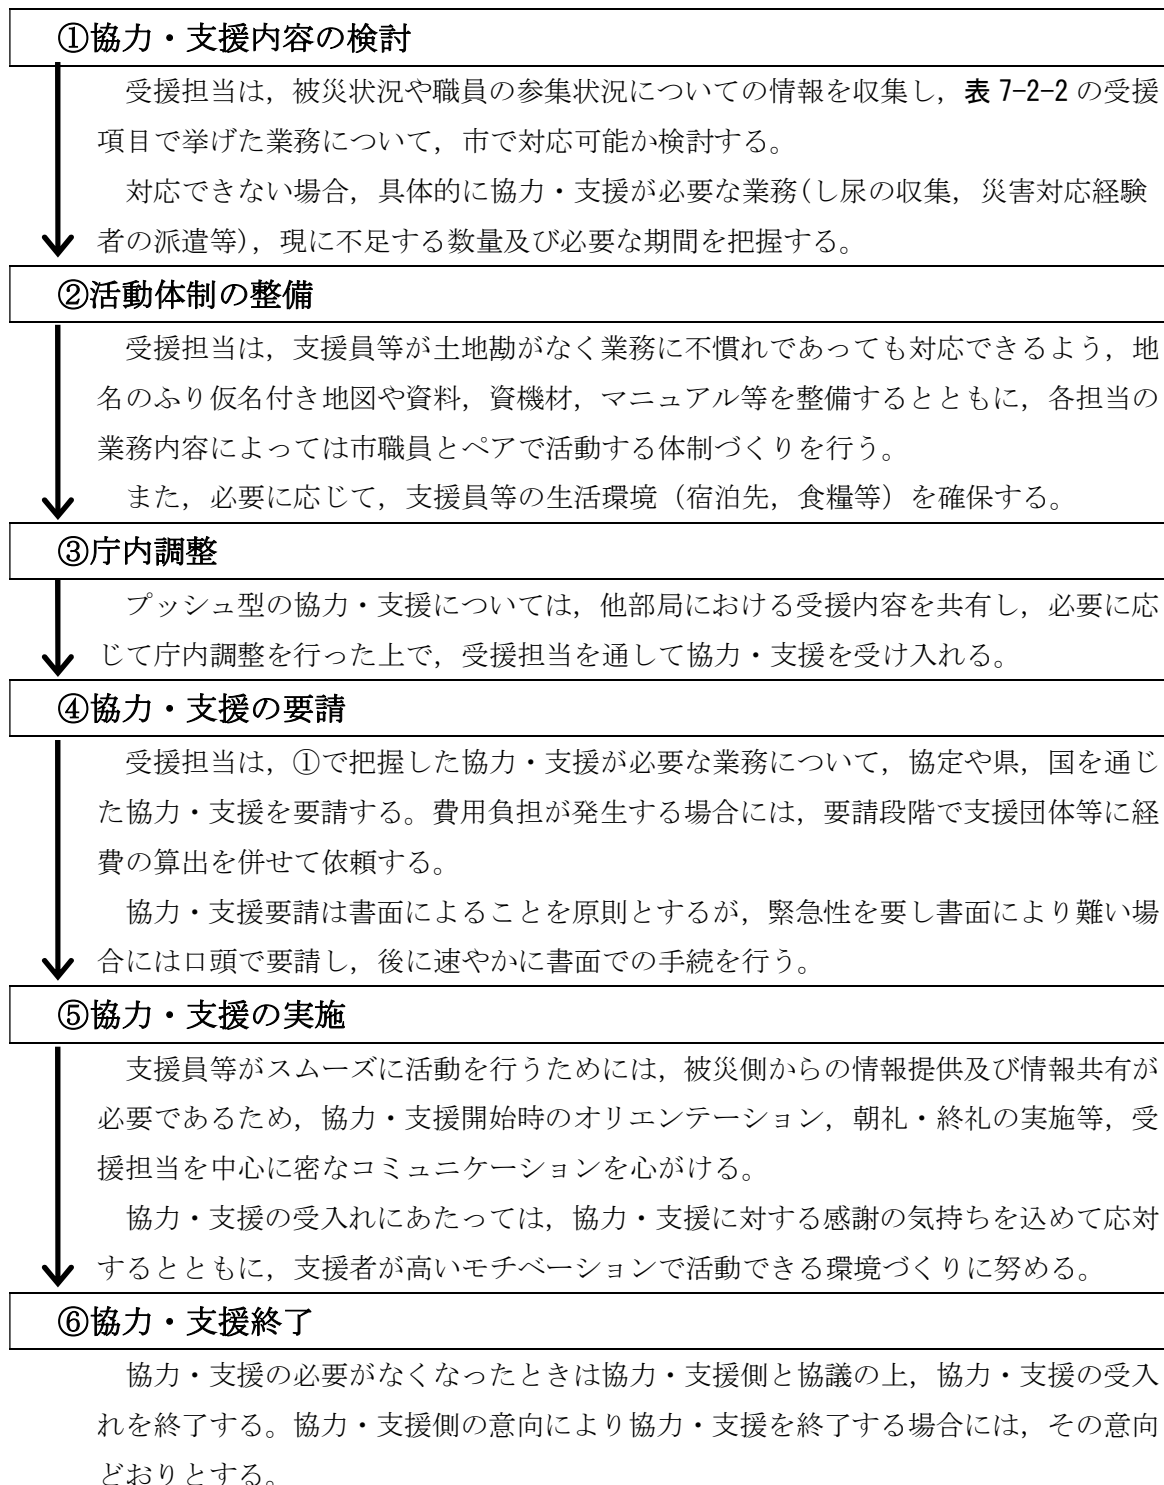 ①協力・支援内容の検討
受援担当は，被災状況や職員の参集状況についての情報を収集し，表 7-2-2 の受援
項目で挙げた業務について，市で対応可能か検討する。
対応できない場合，具体的に協力・支援が必要な業務(し尿の収集，災害対応経験
者の派遣等)，現に不足する数量及び必要な期間を把握する。
②活動体制の整備
受援担当は，支援員等が土地勘がなく業務に不慣れであっても対応できるよう，地
名のふり仮名付き地図や資料，資機材，マニュアル等を整備するとともに，各担当の
業務内容によっては市職員とペアで活動する体制づくりを行う。
また，必要に応じて，支援員等の生活環境（宿泊先，食糧等）を確保する。
③庁内調整
プッシュ型の協力・支援については，他部局における受援内容を共有し，必要に応
じて庁内調整を行った上で，受援担当を通して協力・支援を受け入れる。
④協力・支援の要請
受援担当は，①で把握した協力・支援が必要な業務について，協定や県，国を通じ
た協力・支援を要請する。費用負担が発生する場合には，要請段階で支援団体等に経
費の算出を併せて依頼する。
協力・支援要請は書面によることを原則とするが，緊急性を要し書面により難い場
合には口頭で要請し，後に速やかに書面での手続を行う。
⑤協力・支援の実施
支援員等がスムーズに活動を行うためには，被災側からの情報提供及び情報共有が
必要であるため，協力・支援開始時のオリエンテーション，朝礼・終礼の実施等，受
援担当を中心に密なコミュニケーションを心がける。
協力・支援の受入れにあたっては，協力・支援に対する感謝の気持ちを込めて応対
するとともに，支援者が高いモチベーションで活動できる環境づくりに努める。
⑥協力・支援終了
協力・支援の必要がなくなったときは協力・支援側と協議の上，協力・支援の受入
れを終了する。協力・支援側の意向により協力・支援を終了する場合には，その意向
どおりとする。